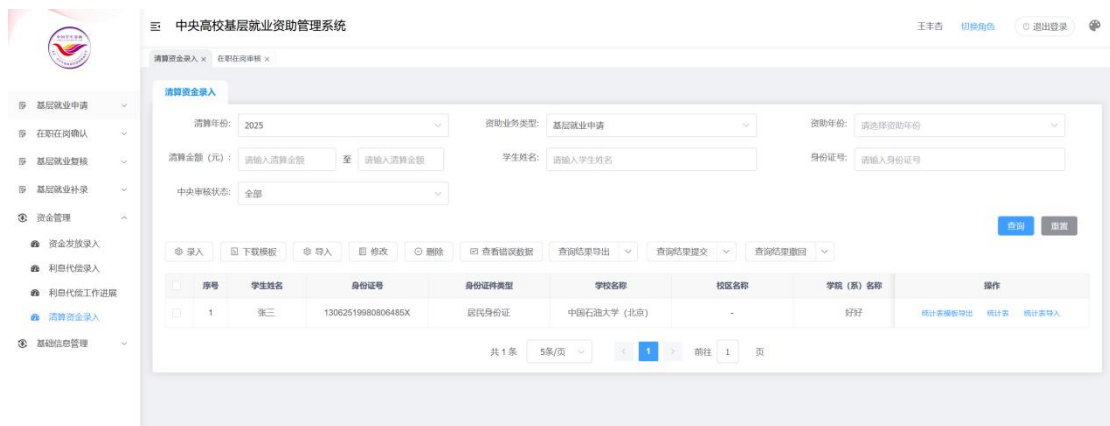 中央高校基层就业资助管理系统
王丰杏 切换角色 退出登录
清算资金录入 × 在职在岗审核 ×
清算资金录入
基层就业申请
在职在岗确认
基层就业复核
基层就业补录
资金管理
资金发放录入
利息代偿录入
利息代偿工作进展
清算资金录入
基础信息管理
清算年份: 2025 资助业务类型: 基层就业申请 资助年份: 请选择资助年份
清算金额（元）: 请输入清算金额 至 请输入清算金额 学生姓名: 请输入学生姓名 身份证号: 请输入身份证号
中央审核状态: 全部
查询 重置
录入 下载模板 导入 修改 删除 查看错误数据 查询结果导出 查询结果提交 查询结果撤回
序号 学生姓名 身份证号 身份证件类型 学校名称 校区名称 学院（系）名称 操作
1 张三 13062519980806485X 居民身份证 中国石油大学（北京） - 好好 统计表模板导出 统计表 统计表导入
共 1 条 5条/页 < 1 > 前往 1 页